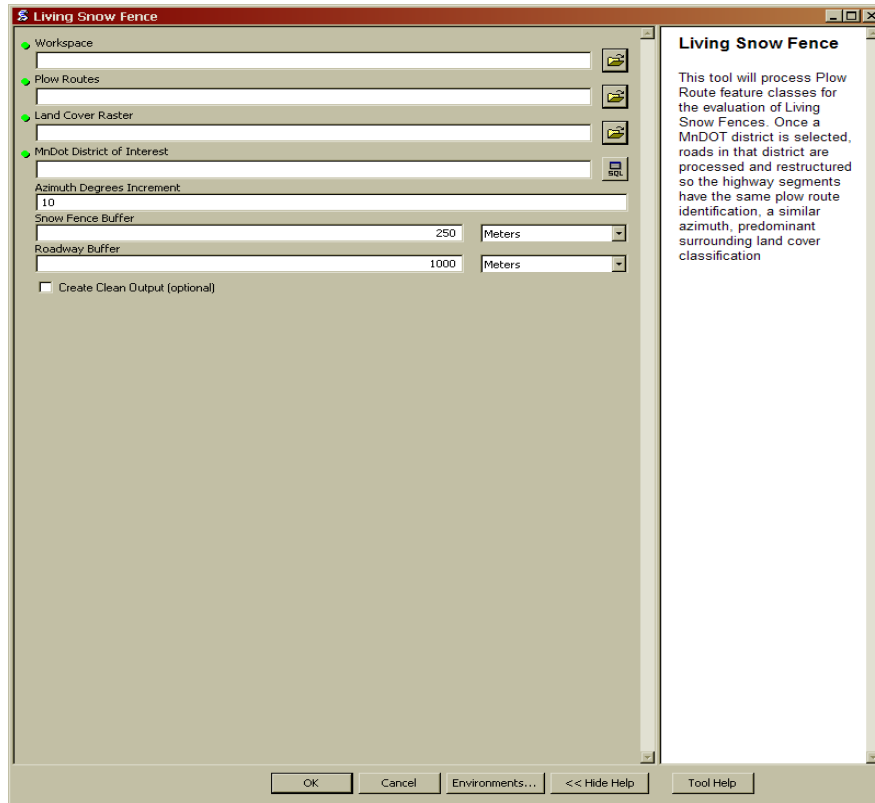 Living Snow Fence
Workspace
Plow Routes
Land Cover Raster
MnDot District of Interest
SQL
Azimuth Degrees Increment
10
Snow Fence Buffer
250 Meters
Roadway Buffer
1000 Meters
Create Clean Output (optional)
Living Snow Fence
This tool will process Plow
Route feature classes for
the evaluation of Living
Snow Fences. Once a
MnDOT district is selected,
roads in that district are
processed and restructured
so the highway segments
have the same plow route
identification, a similar
azimuth, predominant
surrounding land cover
classification
OK Cancel Environments... << Hide Help Tool Help